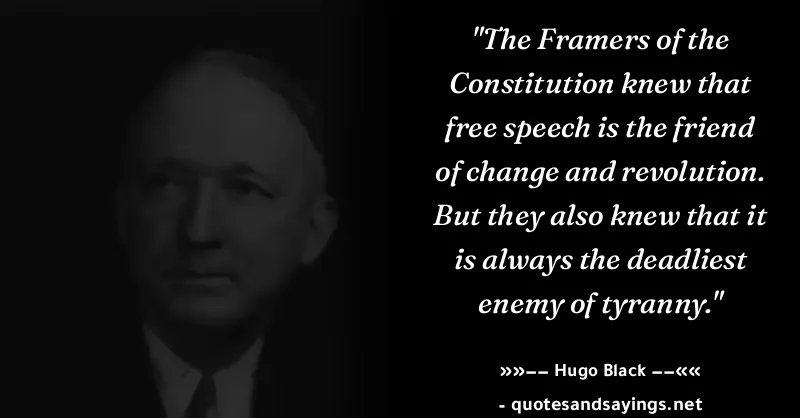 "The Framers of the
Constitution knew that
free speech is the friend
of change and revolution.
But they also knew that it
is always the deadliest
enemy of tyranny."
»»–– Hugo Black ––««
- quotesandsayings.net